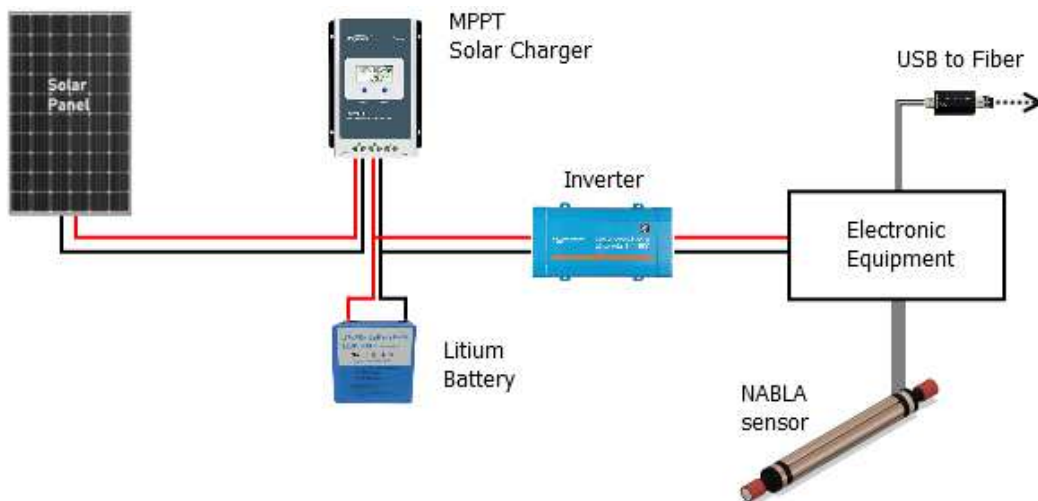 MPPT
Solar Charger
USB to Fiber
Solar
Panel
Inverter
Electronic
Equipment
Litium
Battery
NABLA
sensor